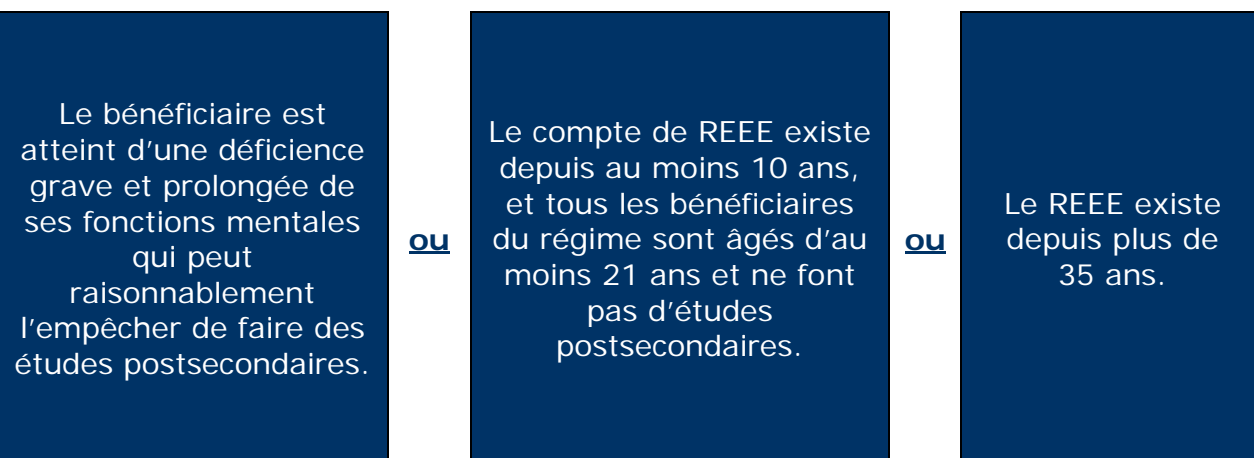 Le bénéficiaire est
atteint d'une déficience
grave et prolongée de
ses fonctions mentales
qui peut
raisonnablement
l'empêcher de faire des
études postsecondaires.
ou
Le compte de REEE existe
depuis au moins 10 ans,
et tous les bénéficiaires
du régime sont âgés d'au
moins 21 ans et ne font
pas d'études
postsecondaires.
ou
Le REEE existe
depuis plus de
35 ans.